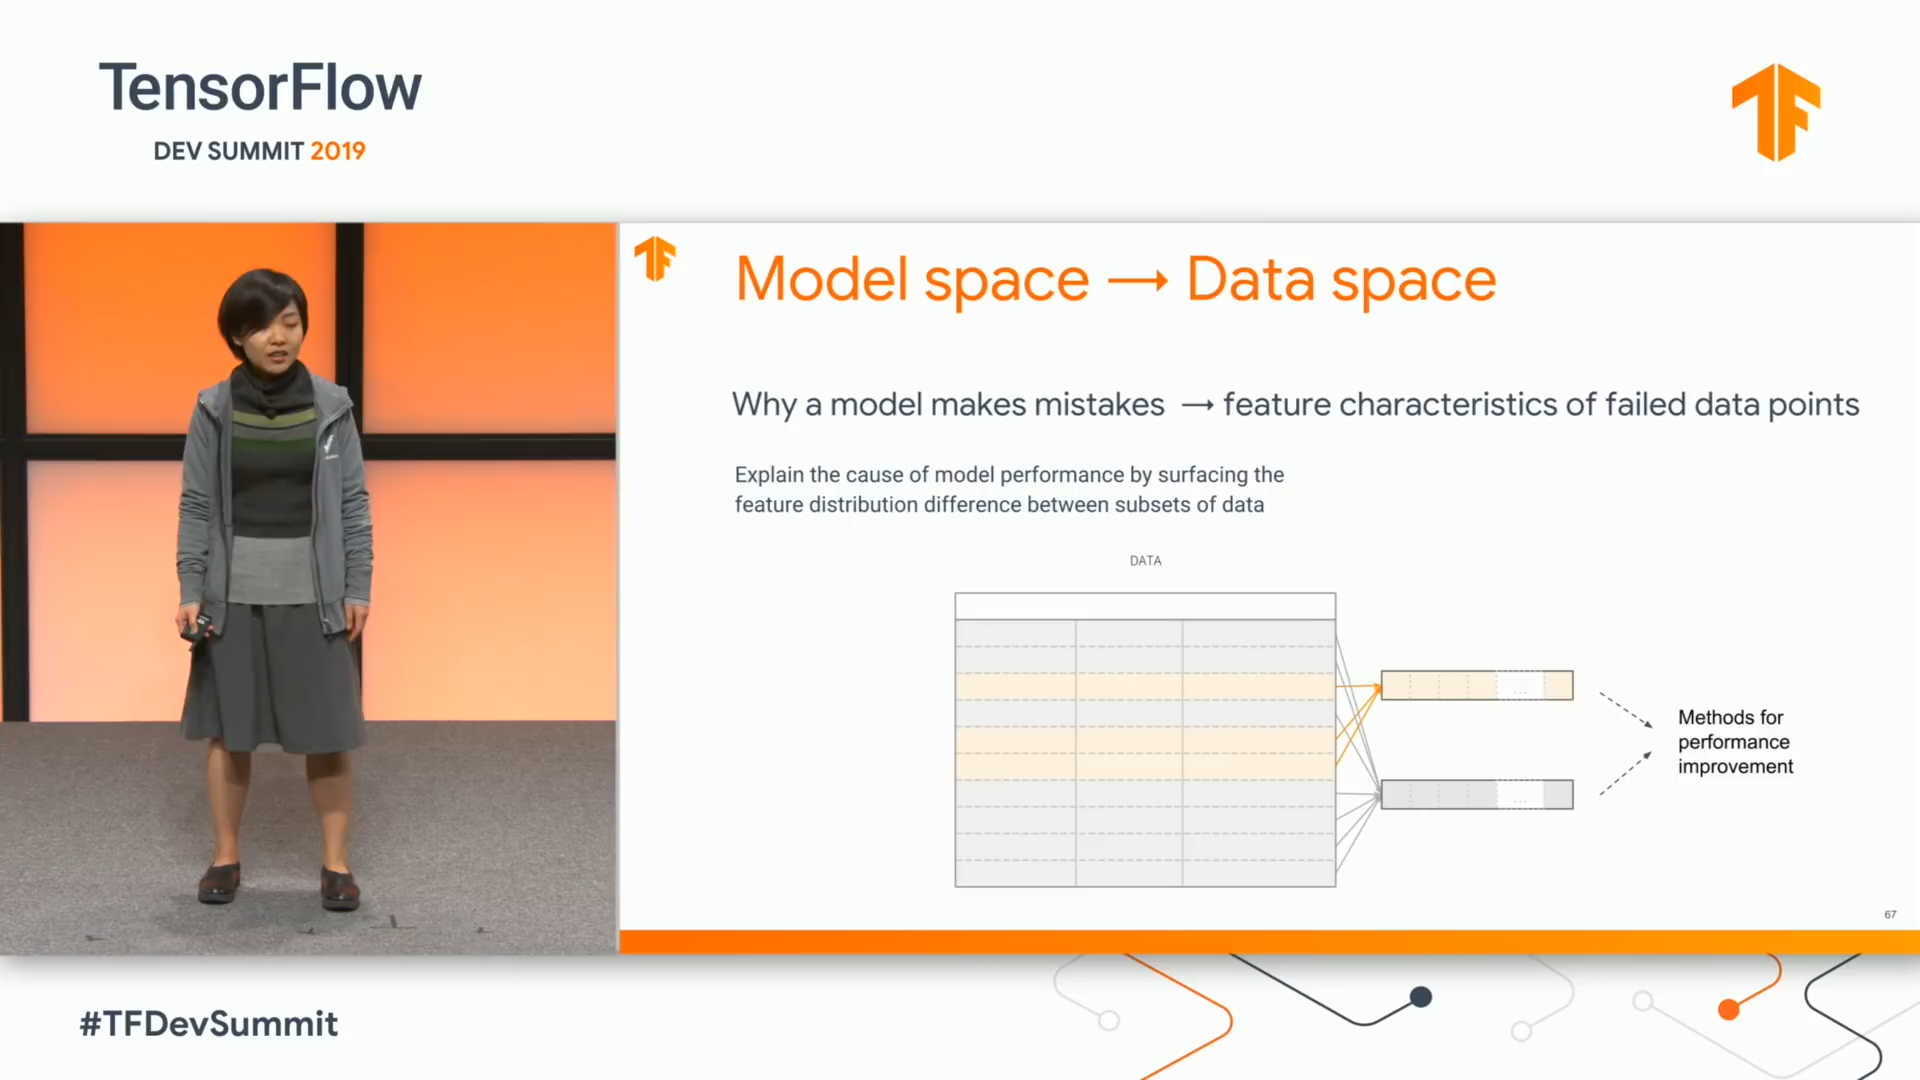 TensorFlow
DEV SUMMIT 2019
Model space → Data space
Why a model makes mistakes → feature characteristics of failed data points
Explain the cause of model performance by surfacing the
feature distribution difference between subsets of data
DATA
...
...
Methods for
performance
improvement
67
#TFDevSummit